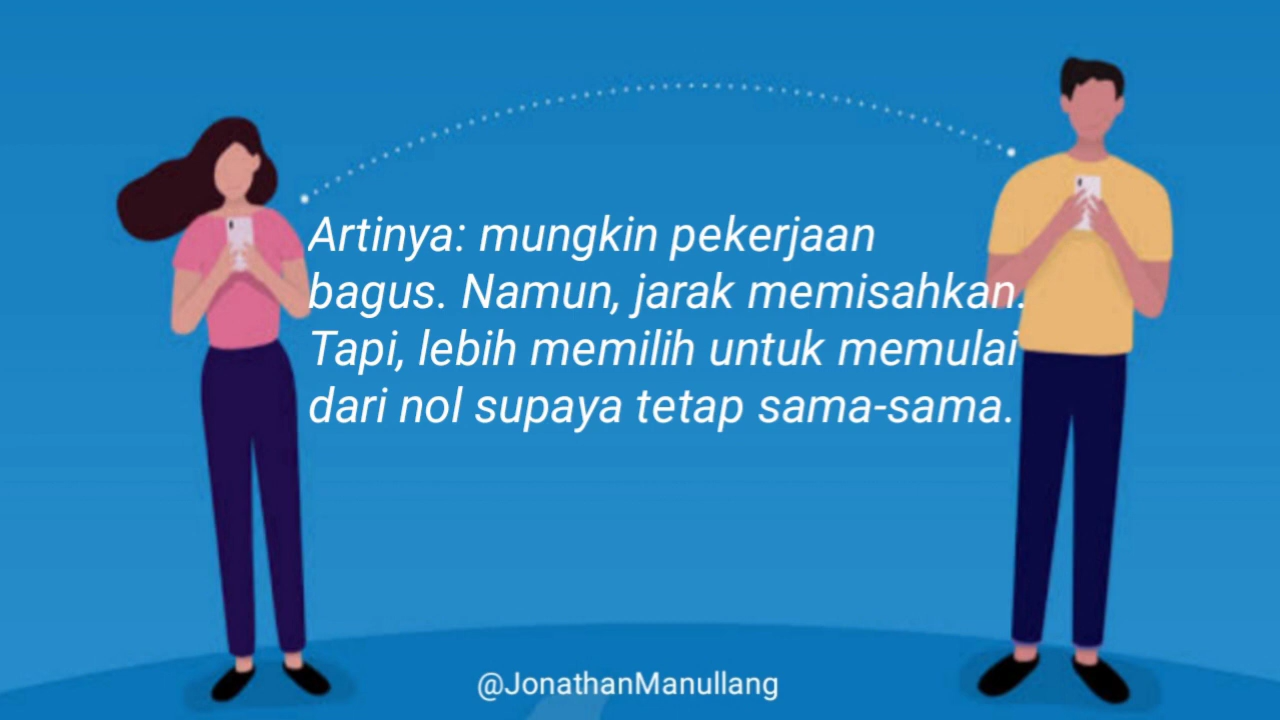 Artinya: mungkin pekerjaan
bagus. Namun, jarak memisahkan.
Tapi, lebih memilih untuk memulai
dari nol supaya tetap sama-sama.
@JonathanManullang